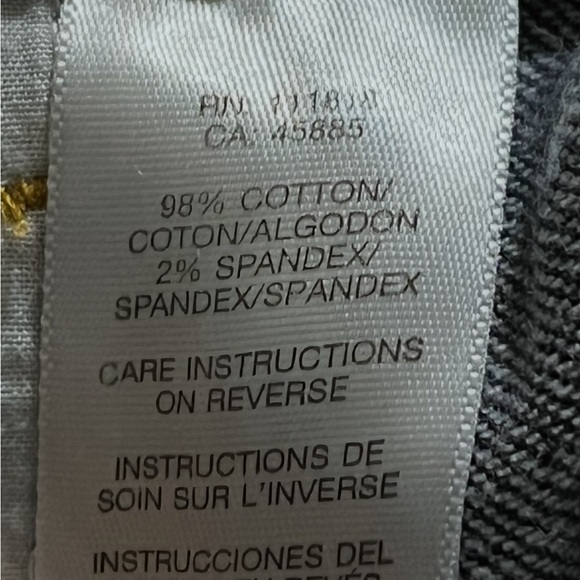 CA: 45885
98% COTTON/
COTON/ALGODON
2% SPANDEX/
SPANDEX/SPANDEX
CARE INSTRUCTIONS
ON REVERSE
INSTRUCTIONS DE
SOIN SUR L'INVERSE
INSTRUCCIONES DEL